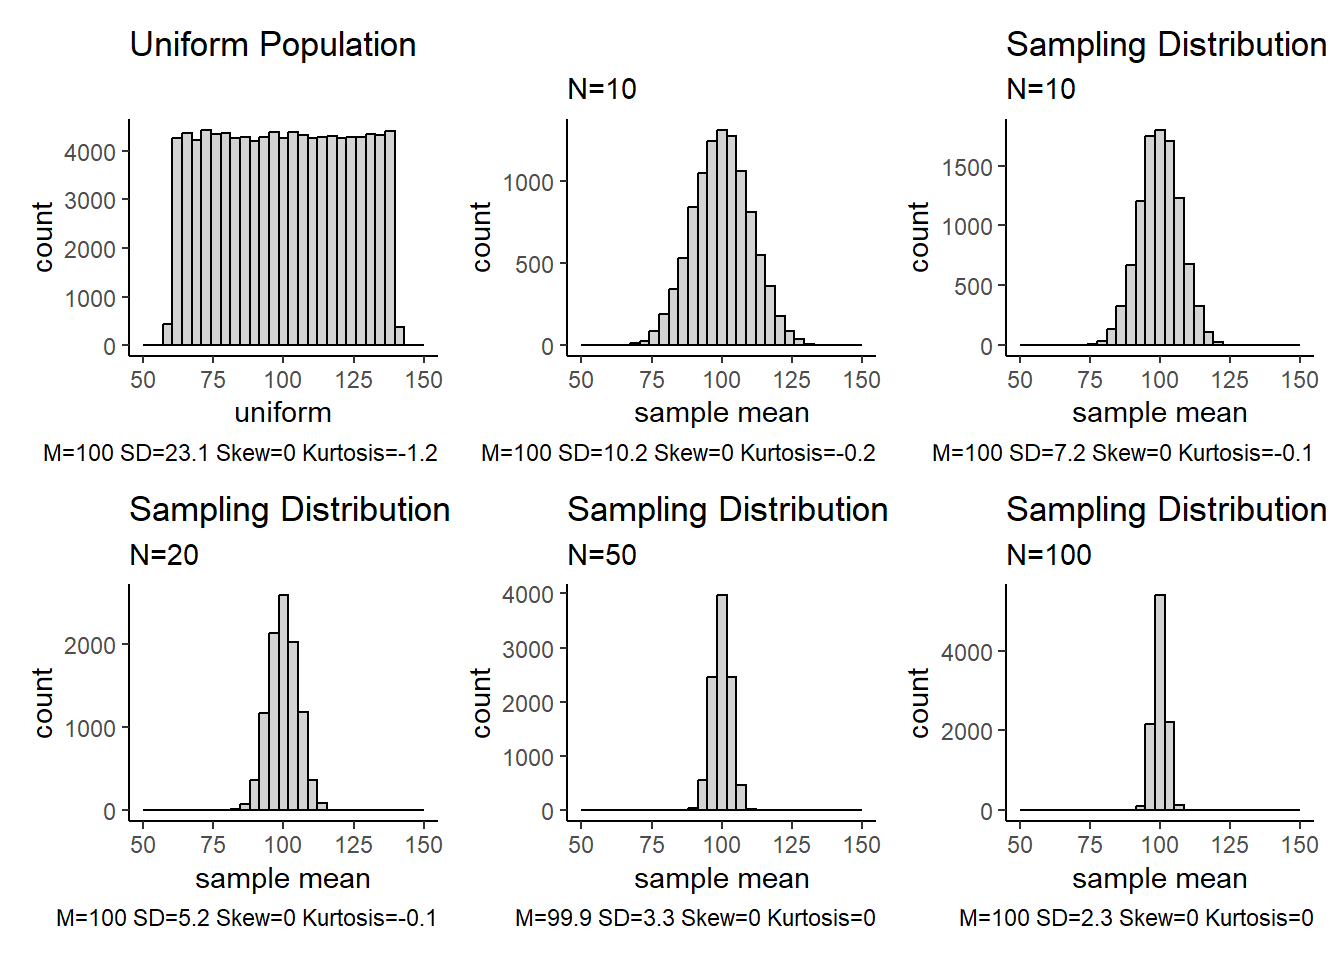 Uniform Population
4000
3000
2000
1000
0
count
50 75 100 125 150
uniform
M=100 SD=23.1 Skew=0 Kurtosis=-1.2
N=10
1000
500
0
count
50 75 100 125 150
sample mean
M=100 SD=10.2 Skew=0 Kurtosis=-0.2
Sampling Distribution
N=10
1500
1000
500
0
count
50 75 100 125 150
sample mean
M=100 SD=7.2 Skew=0 Kurtosis=-0.1
Sampling Distribution
N=20
2000
1000
0
count
50 75 100 125 150
sample mean
M=100 SD=5.2 Skew=0 Kurtosis=-0.1
Sampling Distribution
N=50
4000
3000
2000
1000
0
count
50 75 100 125 150
sample mean
M=99.9 SD=3.3 Skew=0 Kurtosis=0
Sampling Distribution
N=100
4000
2000
0
count
50 75 100 125 150
sample mean
M=100 SD=2.3 Skew=0 Kurtosis=0